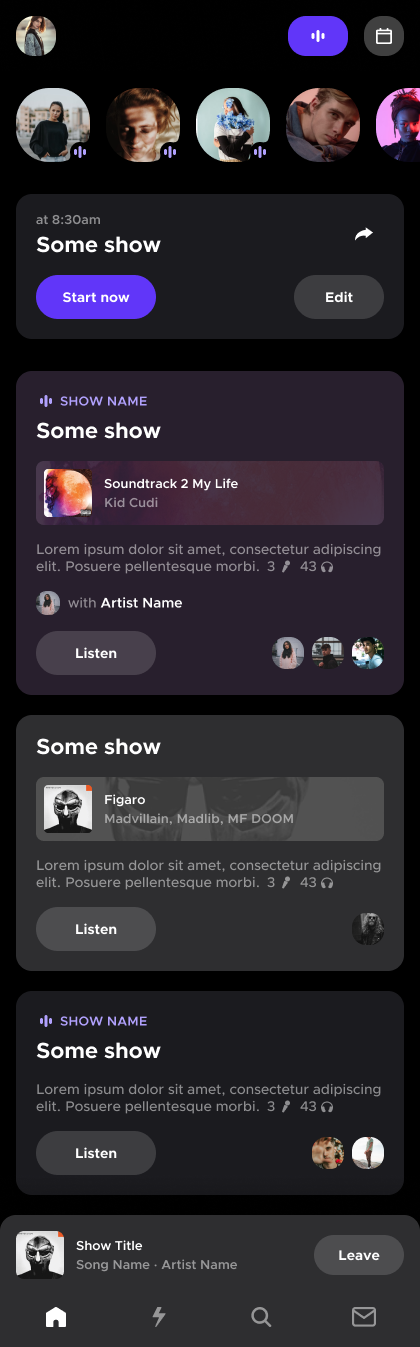 at 8:30am
Some show
Start now
Edit
SHOW NAME
Some show
Soundtrack 2 My Life
Kid Cudi
Lorem ipsum dolor sit amet, consectetur adipiscing
elit. Posuere pellentesque morbi. 3 43
with Artist Name
Listen
Some show
Figaro
Madvillain, Madlib, MF DOOM
Lorem ipsum dolor sit amet, consectetur adipiscing
elit. Posuere pellentesque morbi. 3 43
Listen
SHOW NAME
Some show
Lorem ipsum dolor sit amet, consectetur adipiscing
elit. Posuere pellentesque morbi. 3 43
Listen
Show Title
Song Name · Artist Name
Leave